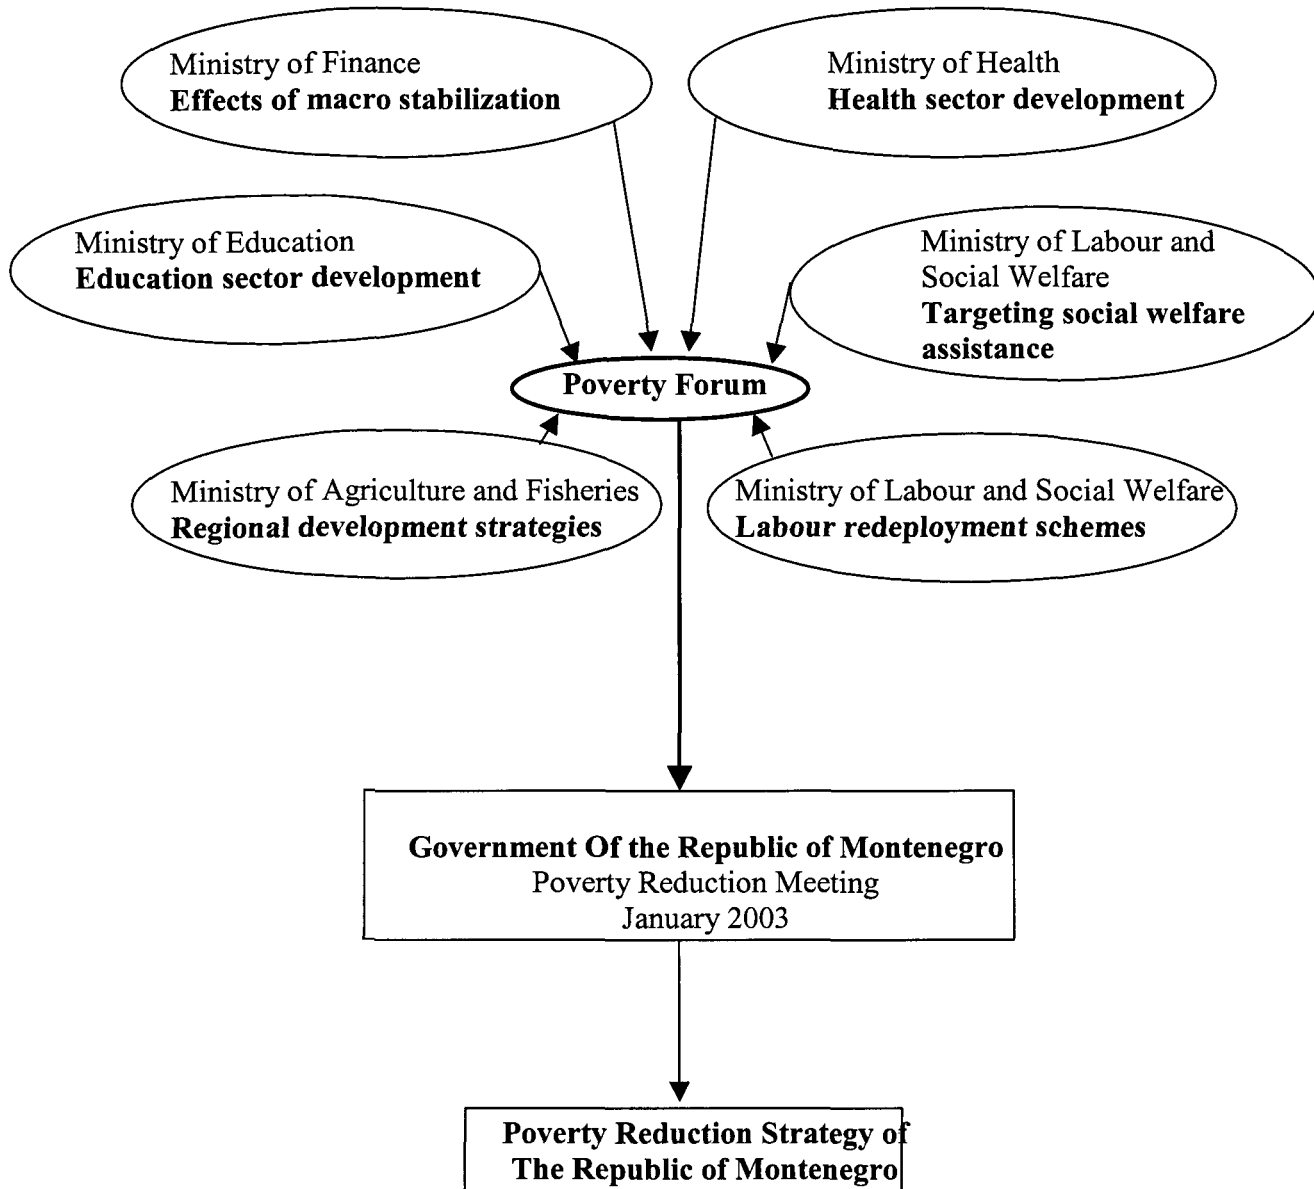 Ministry of Finance
Effects of macro stabilization
Ministry of Health
Health sector development
Ministry of Education
Education sector development
Ministry of Labour and
Social Welfare
Targeting social welfare
assistance
Poverty Forum
Ministry of Agriculture and Fisheries
Regional development strategies
Ministry of Labour and Social Welfare
Labour redeployment schemes
Government Of the Republic of Montenegro
Poverty Reduction Meeting
January 2003
Poverty Reduction Strategy of
The Republic of Montenegro